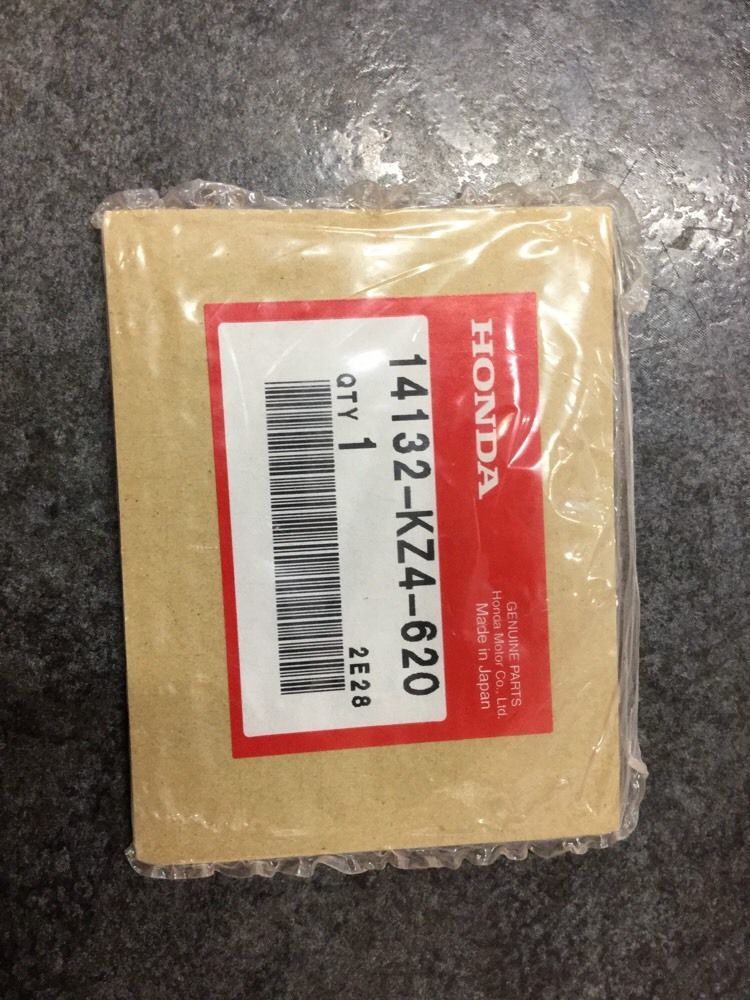 HONDA
GENUINE PARTS
Honda Motor Co., Ltd.
Made in Japan
14132-KZ4-620
QTY 1
2E28